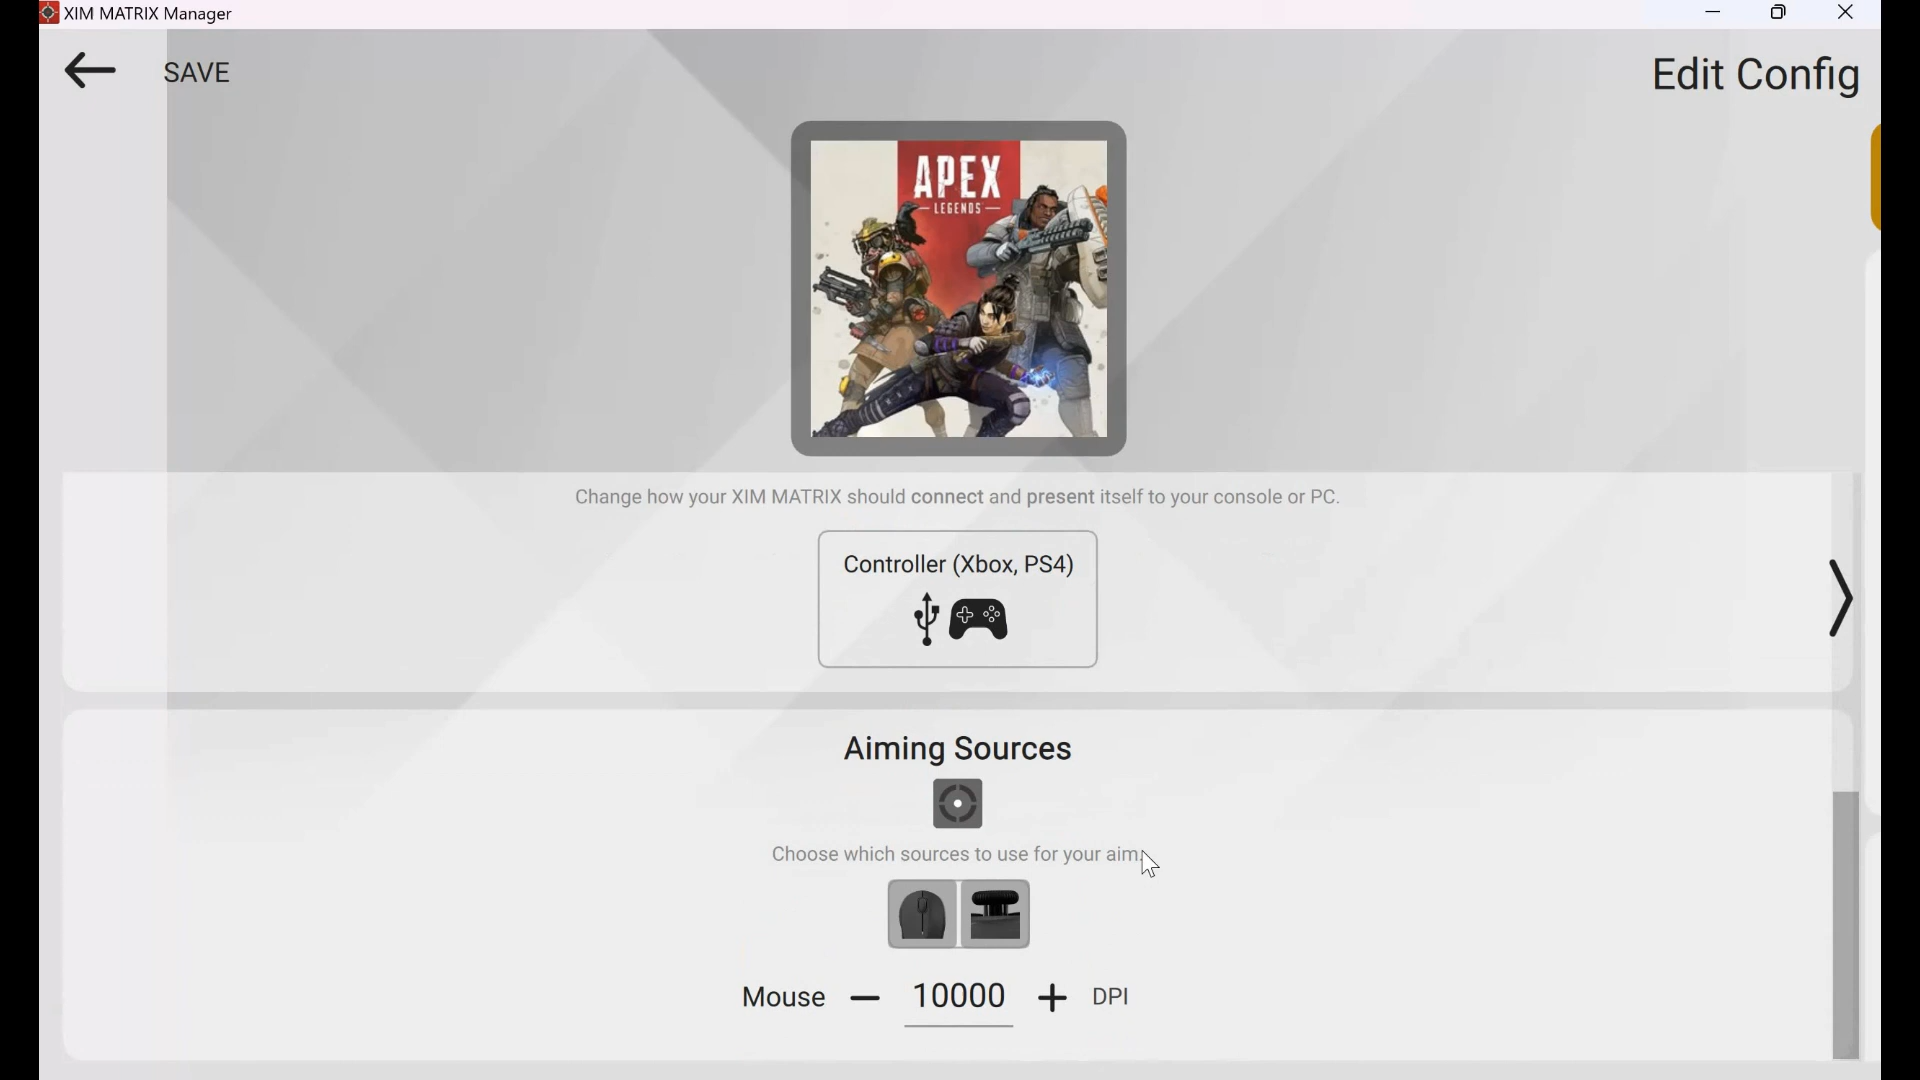 XIM MATRIX Manager
SAVE
Edit Config
APEX
LEGENDS
Change how your XIM MATRIX should connect and present itself to your console or PC.
Controller (Xbox, PS4)
Aiming Sources
Choose which sources to use for your aim.
Mouse 10000 DPI